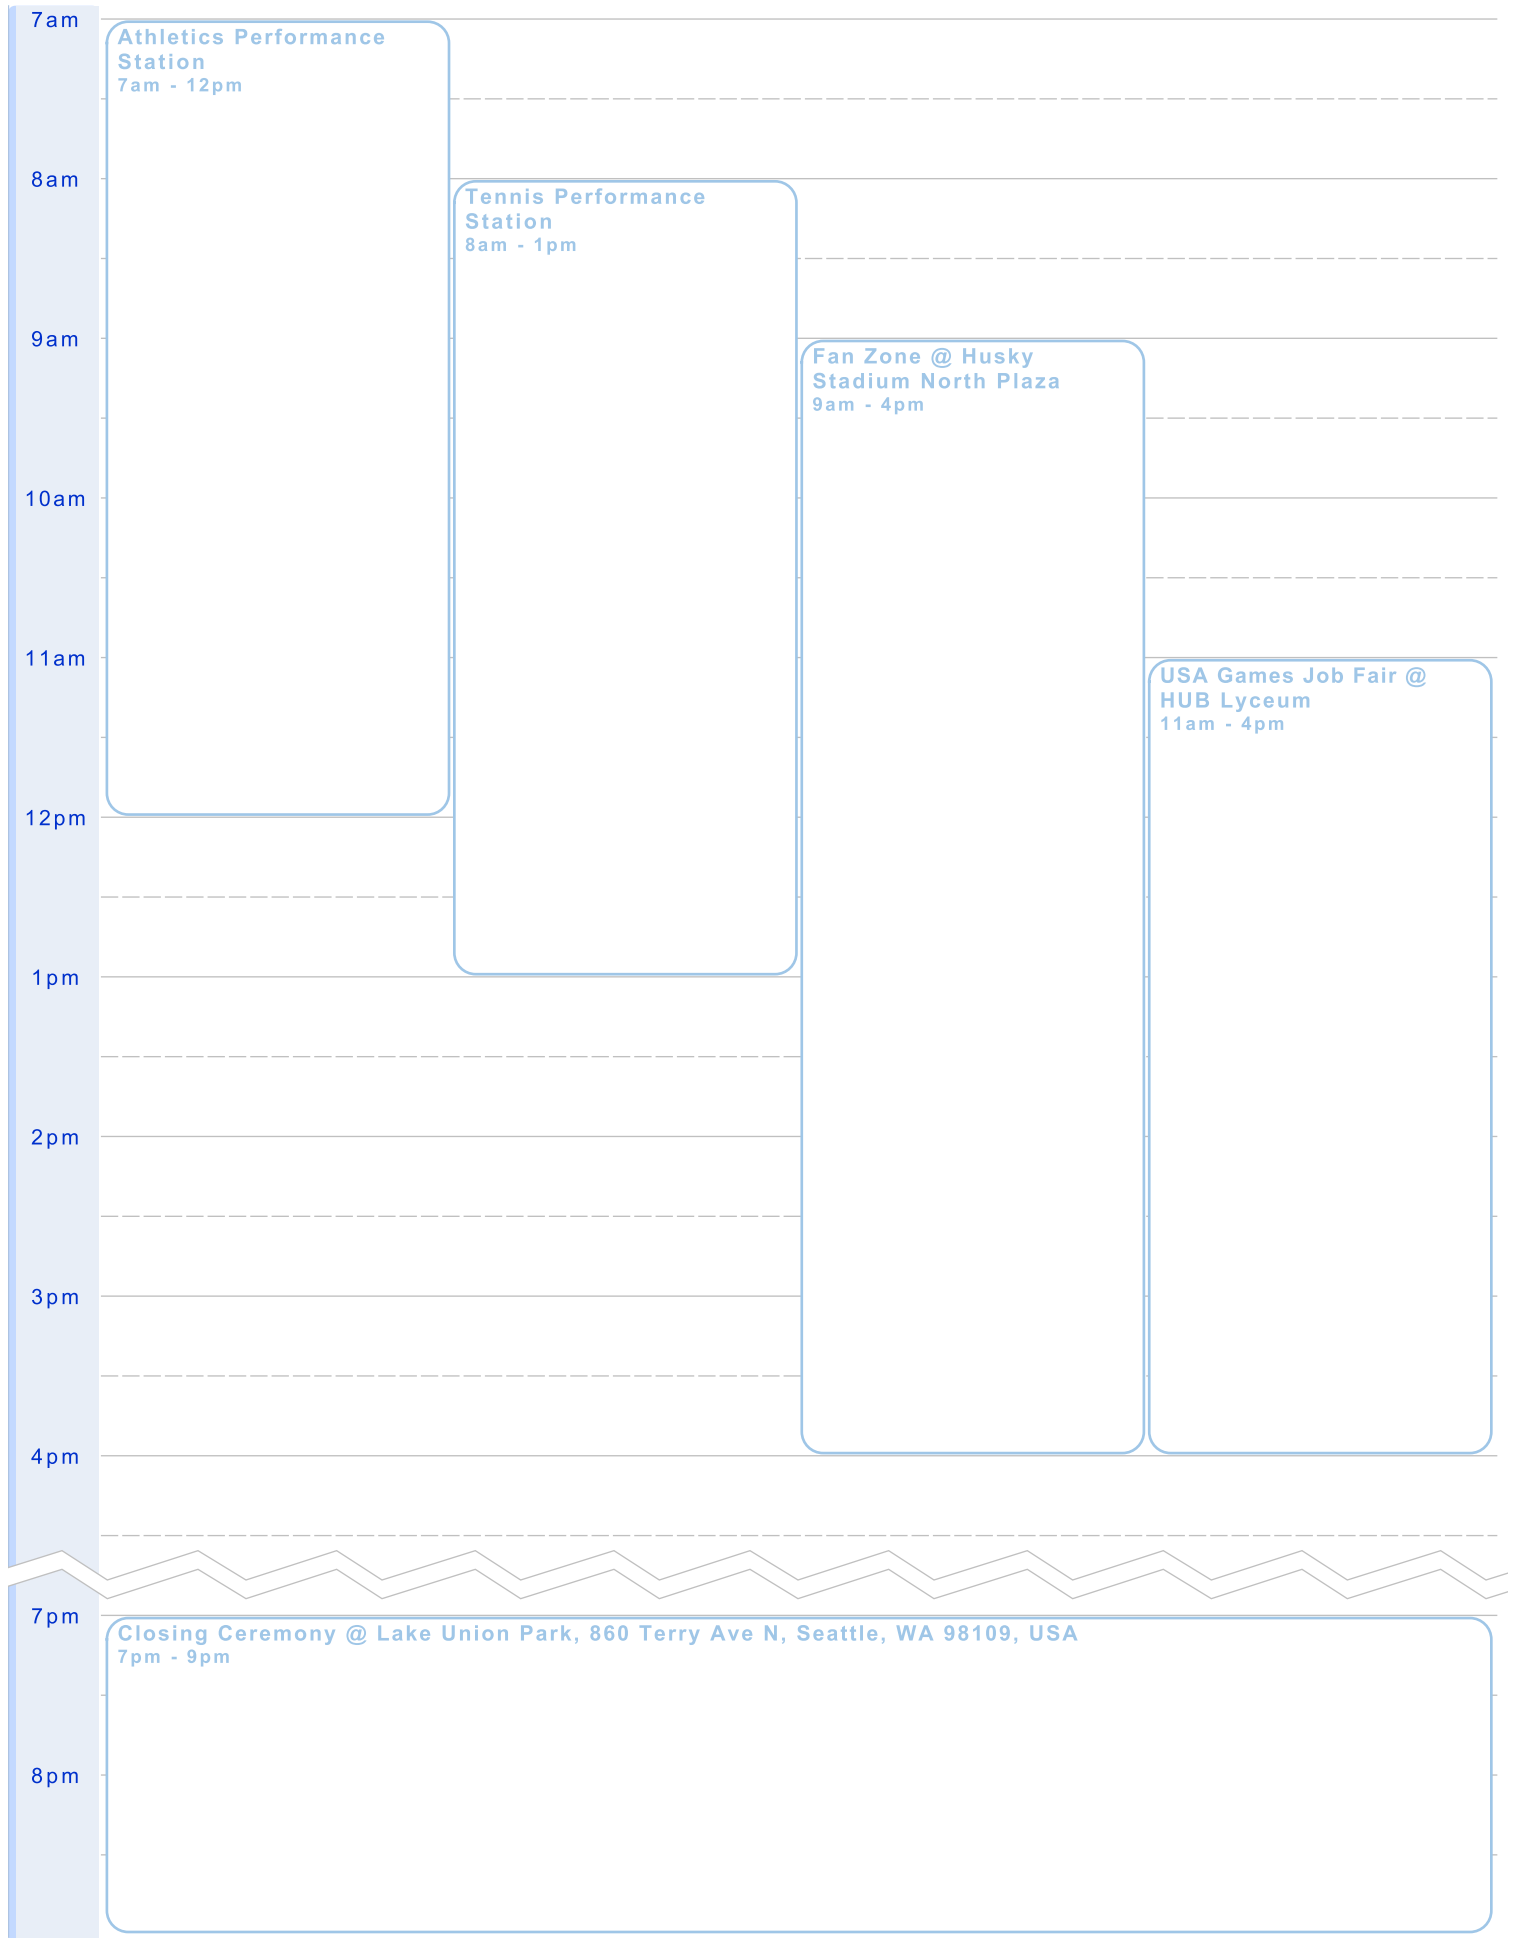 7am
Athletics Performance
Station
7am - 12pm
8am
Tennis Performance
Station
8am - 1pm
9am
Fan Zone @ Husky
Stadium North Plaza
9am - 4pm
10am
11am
USA Games Job Fair @
HUB Lyceum
11am - 4pm
12pm
1pm
2pm
3pm
4pm
7pm
Closing Ceremony @ Lake Union Park, 860 Terry Ave N, Seattle, WA 98109, USA
7pm - 9pm
8pm